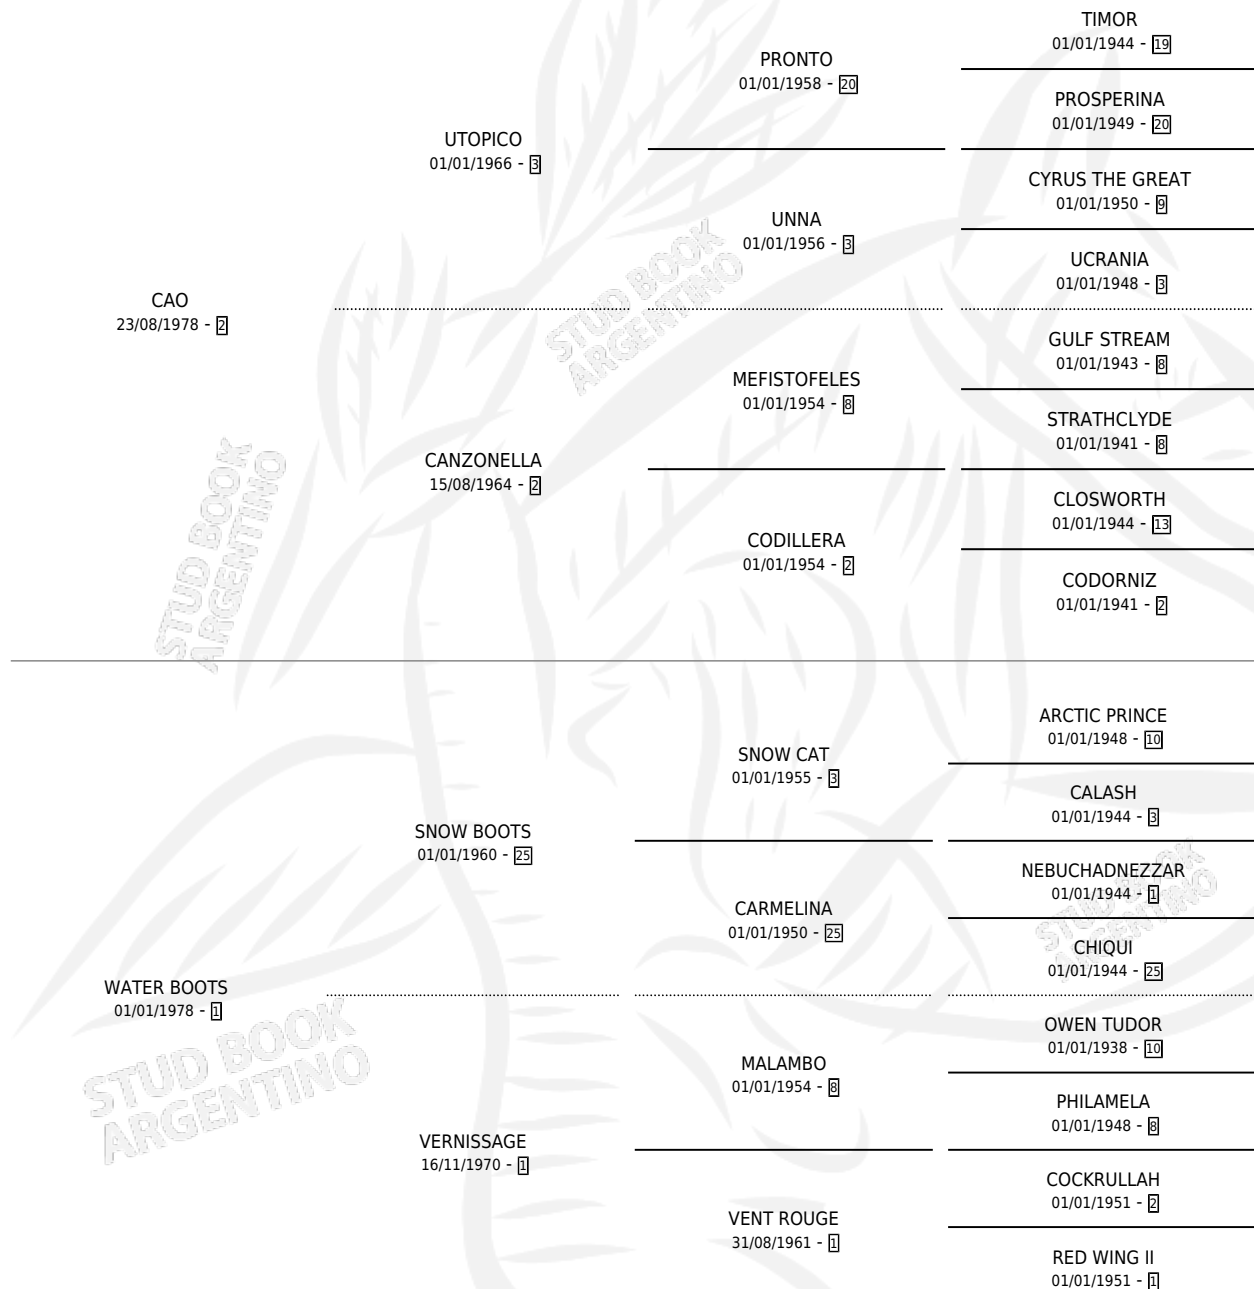 TIMOR
01/01/1944 - 19
PRONTO
01/01/1958 - 20
PROSPERINA
01/01/1949 - 20
UTOPICO
01/01/1966 - 3
CYRUS THE GREAT
01/01/1950 - 9
UNNA
01/01/1956 - 3
UCRANIA
01/01/1948 - 3
CAO
23/08/1978 - 2
GULF STREAM
01/01/1943 - 8
MEFISTOFELES
01/01/1954 - 8
STRATHCLYDE
01/01/1941 - 8
CANZONELLA
15/08/1964 - 2
CLOSWORTH
01/01/1944 - 13
CODILLERA
01/01/1954 - 2
CODORNIZ
01/01/1941 - 2
ARCTIC PRINCE
01/01/1948 - 10
SNOW CAT
01/01/1955 - 3
CALASH
01/01/1944 - 3
SNOW BOOTS
01/01/1960 - 25
NEBUCHADNEZZAR
01/01/1944 - 1
CARMELINA
01/01/1950 - 25
CHIQUI
01/01/1944 - 25
WATER BOOTS
01/01/1978 - 1
OWEN TUDOR
01/01/1938 - 10
MALAMBO
01/01/1954 - 8
PHILAMELA
01/01/1948 - 8
VERNISSAGE
16/11/1970 - 1
COCKRULLAH
01/01/1951 - 2
VENT ROUGE
31/08/1961 - 1
RED WING II
01/01/1951 - 1
STUD BOOK
ARGENTINO
STUD BOOK
ARGENTINO
STUD BOOK
ARGENTINO
STUD BOOK
ARGENTINO